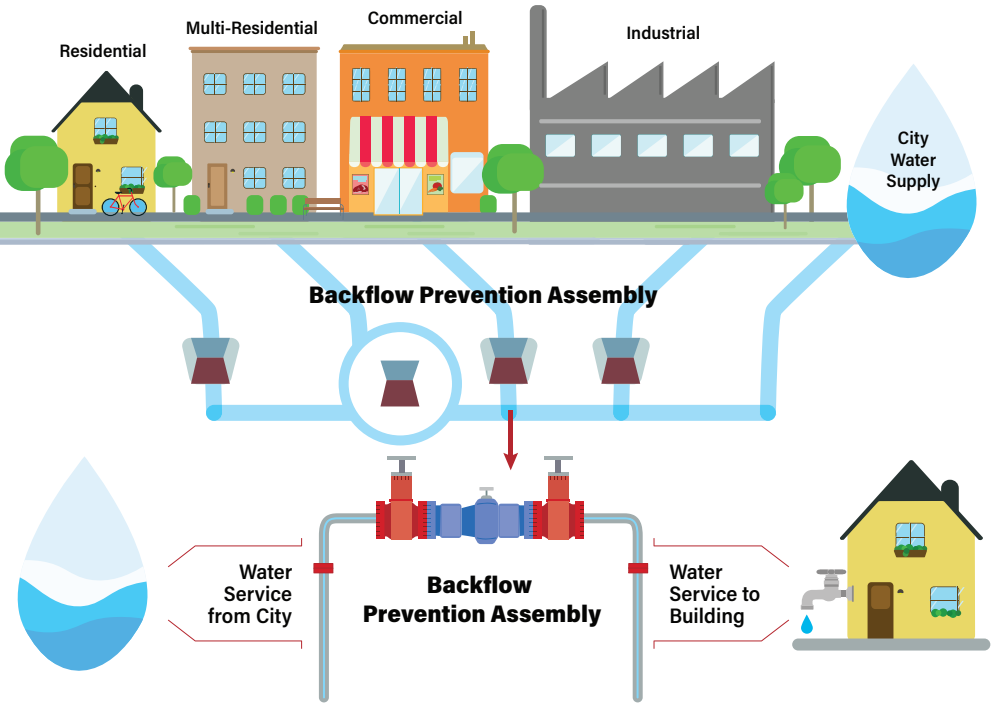 Residential
Multi-Residential
Commercial
Industrial
City
Water
Supply
Backflow Prevention Assembly
Water
Service
from City
Backflow
Prevention Assembly
Water
Service to
Building